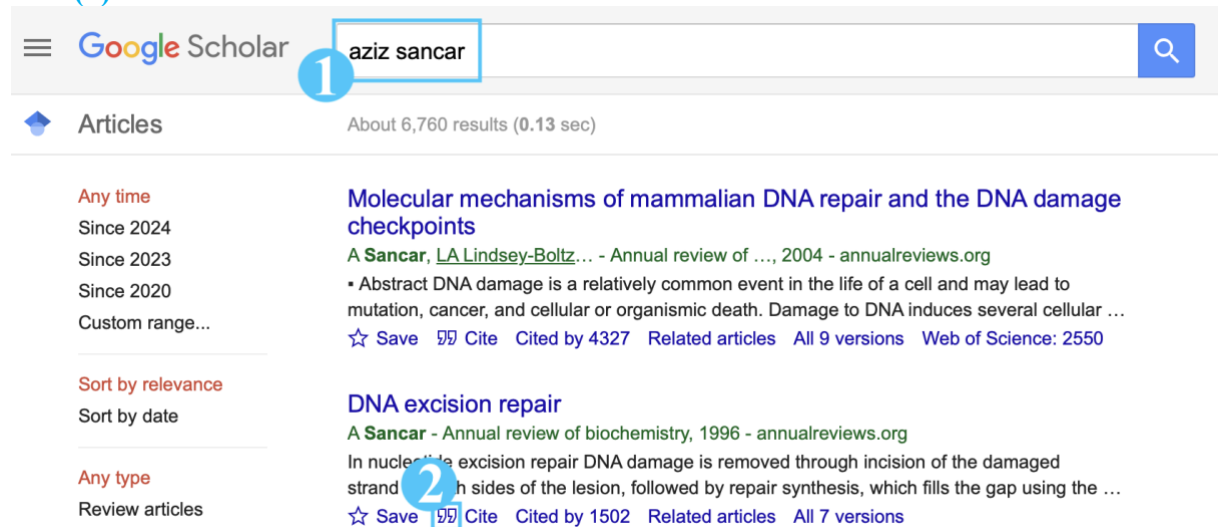 Google Scholar
1
aziz sancar
Articles
About 6,760 results (0.13 sec)
Any time
Since 2024
Since 2023
Since 2020
Custom range...
Sort by relevance
Sort by date
Any type
Review articles
Molecular mechanisms of mammalian DNA repair and the DNA damage
checkpoints
A Sancar, LA Lindsey-Boltz... - Annual review of …, 2004 - annualreviews.org
▪ Abstract DNA damage is a relatively common event in the life of a cell and may lead to
mutation, cancer, and cellular or organismic death. Damage to DNA induces several cellular …
Save Cite Cited by 4327 Related articles All 9 versions Web of Science: 2550
DNA excision repair
A Sancar - Annual review of biochemistry, 1996 - annualreviews.org
In excision repair DNA damage is removed through incision of the damaged
strand sides of the lesion, followed by repair synthesis, which fills the gap using the …
2
Save Cite Cited by 1502 Related articles All 7 versions